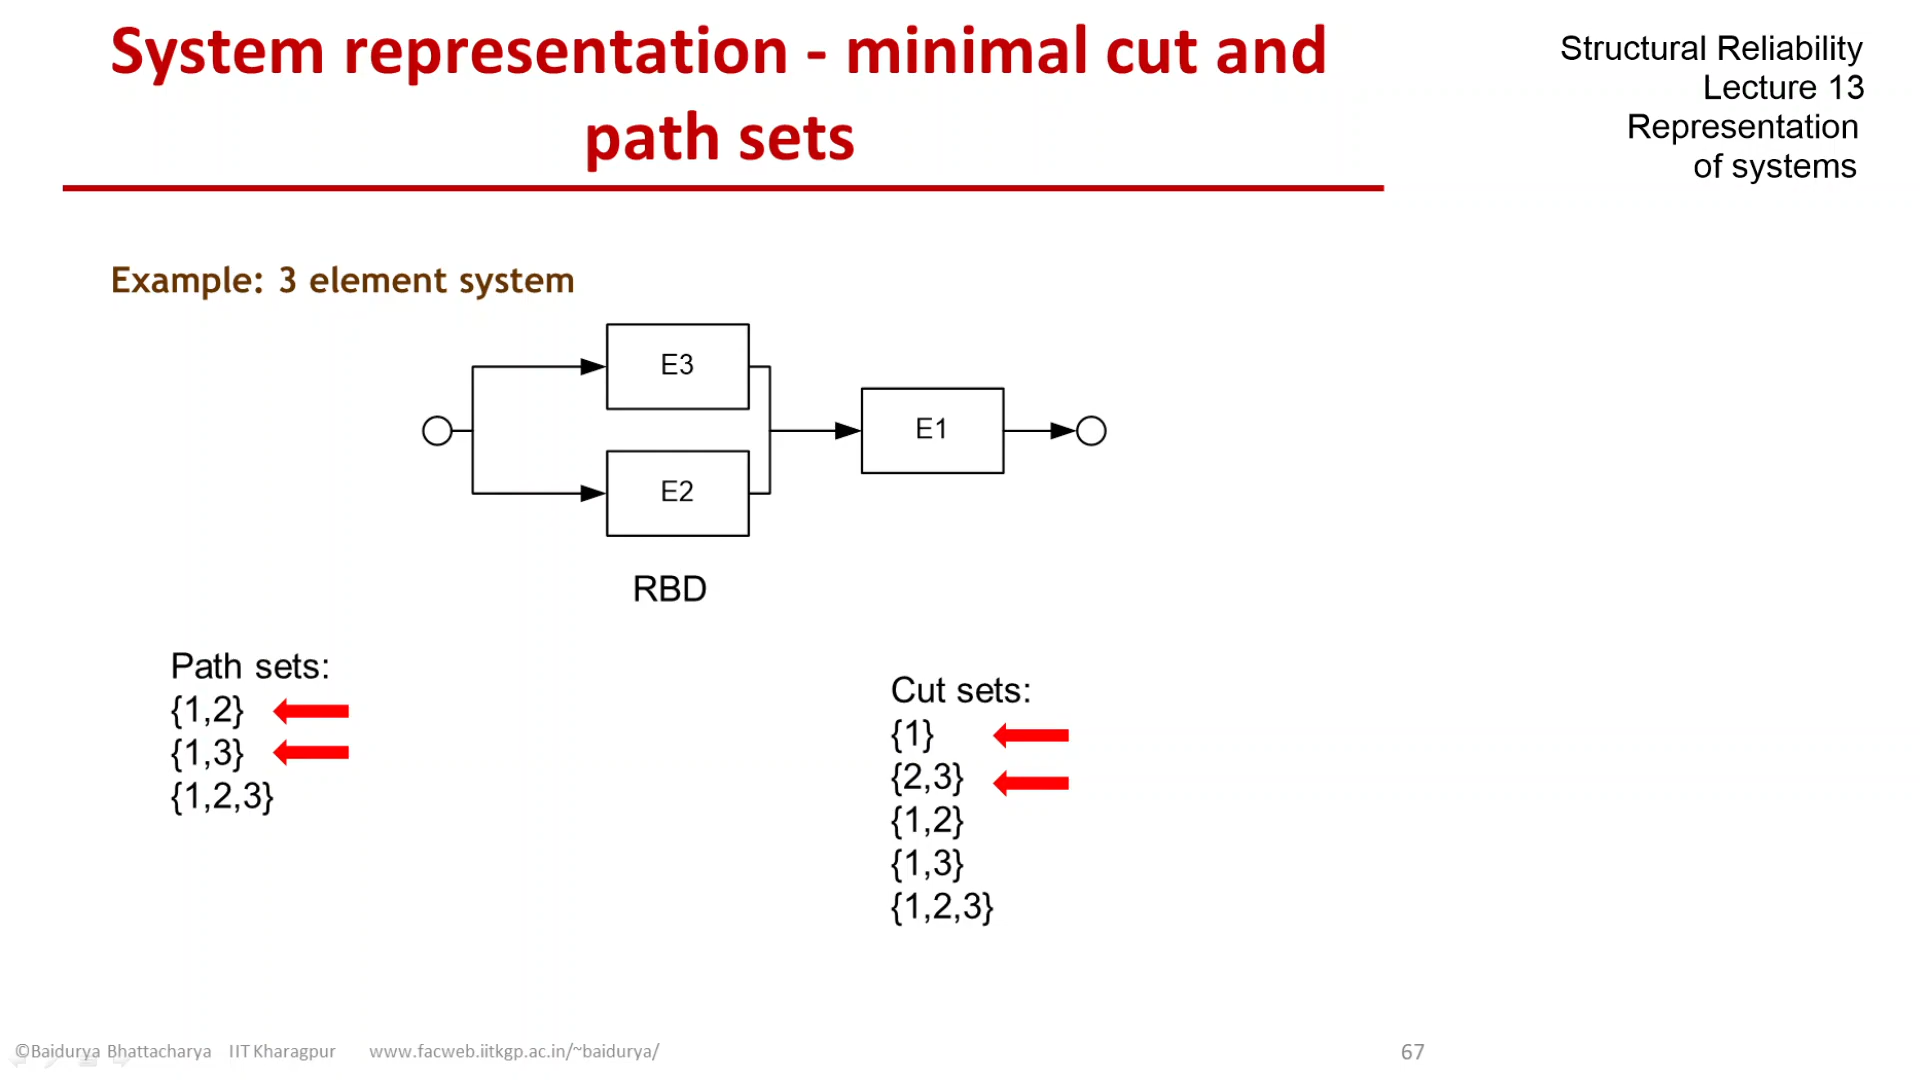 System representation - minimal cut and
path sets
Structural Reliability
Lecture 13
Representation
of systems
Example: 3 element system
E3
E1
E2
RBD
Path sets:
{1,2}
{1,3}
{1,2,3}
Cut sets:
{1}
{2,3}
{1,2}
{1,3}
{1,2,3}
©Baidurya Bhattacharya IIT Kharagpur www.facweb.iitkgp.ac.in/~baidurya/
67